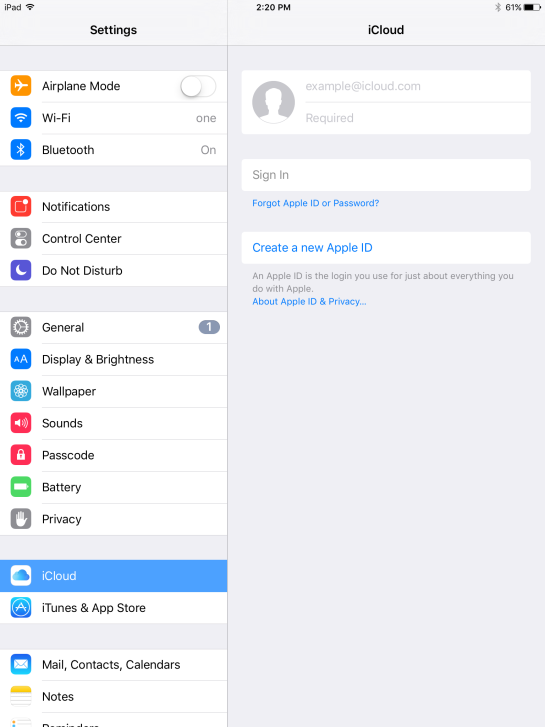 iPad
2:20 PM
61%
Settings
iCloud
Airplane Mode
Wi-Fi
one
Bluetooth
On
Notifications
Control Center
Do Not Disturb
General
1
AA Display & Brightness
Wallpaper
Sounds
Passcode
Battery
Privacy
iCloud
iTunes & App Store
Mail, Contacts, Calendars
Notes
Reminders
example@icloud.com
Required
Sign In
Forgot Apple ID or Password?
Create a new Apple ID
An Apple ID is the login you use for just about everything you
do with Apple.
About Apple ID & Privacy...